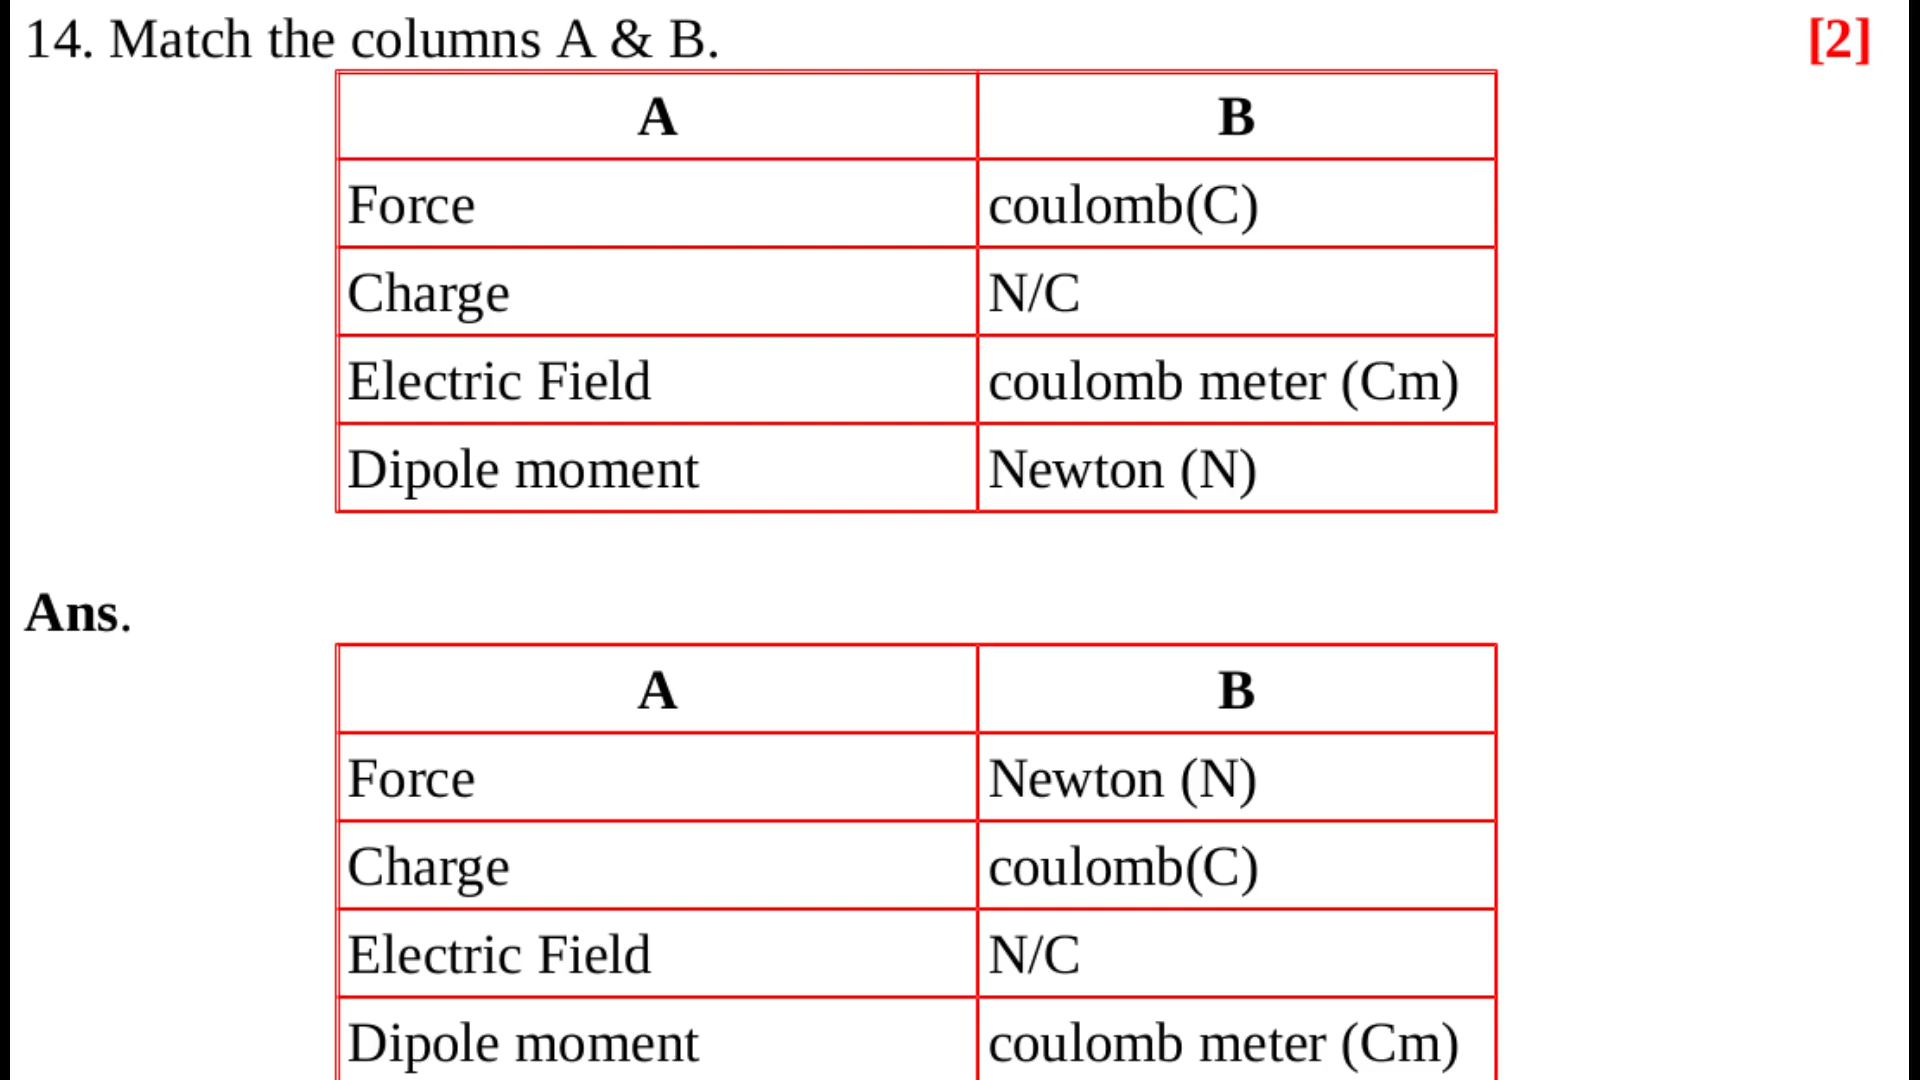 14. Match the columns A & B. [2]
A B
Force coulomb(C)
Charge N/C
Electric Field coulomb meter (Cm)
Dipole moment Newton (N)
Ans.
A B
Force Newton (N)
Charge coulomb(C)
Electric Field N/C
Dipole moment coulomb meter (Cm)